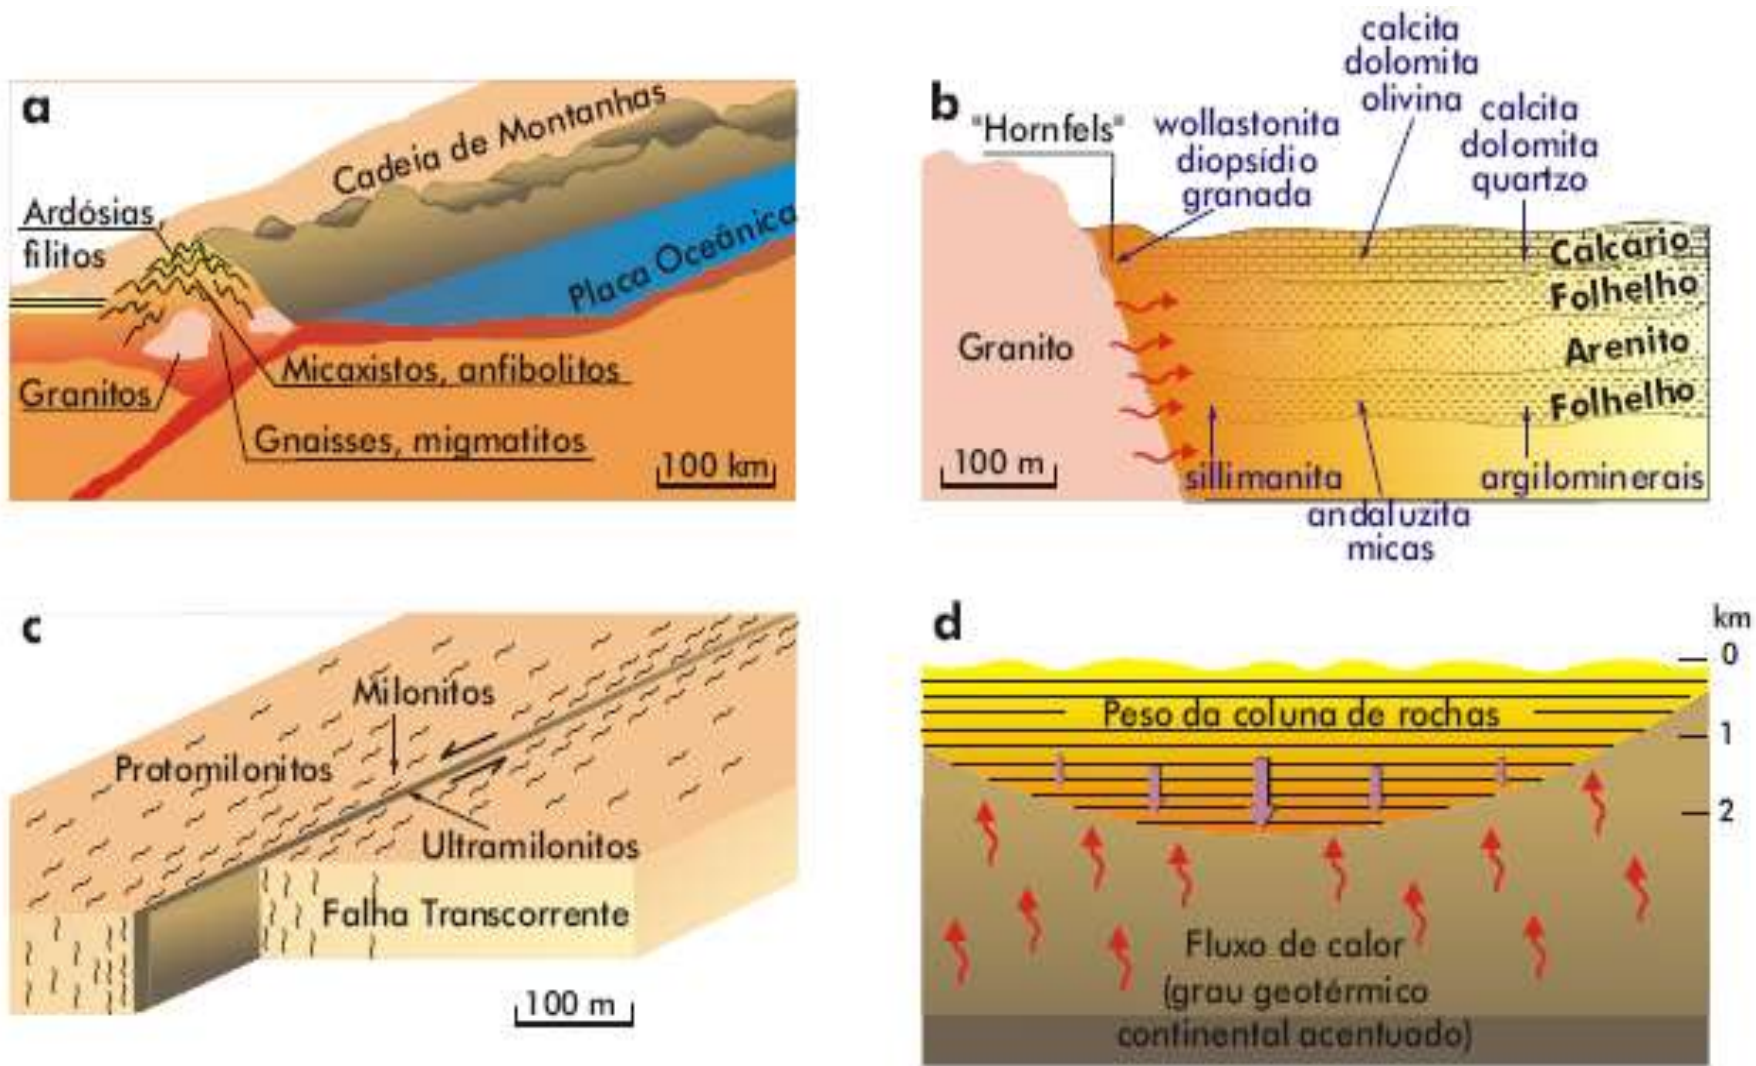 a
Cadeia de Montanhas
Ardósias,
filitos
Placa Oceânica
Micaxistos, anfibolitos
Granitos
Gnaisses, migmatitos
100 km
b
"Hornfels"
wollastonita
diopsídio
granada
calcita
dolomita
olivina
calcita
dolomita
quartzo
Calcario
Folhelho
Arenito
Folhelho
Granito
100 m
sillimanita
andaluzita
micas
argilominerais
c
Milonitos
Protomilonitos
Ultramilonitos
Falha Transcorrente
100 m
d
km
0
1
2
Peso da coluna de rochas
Fluxo de calor
(grau geotérmico
continental acentuado)